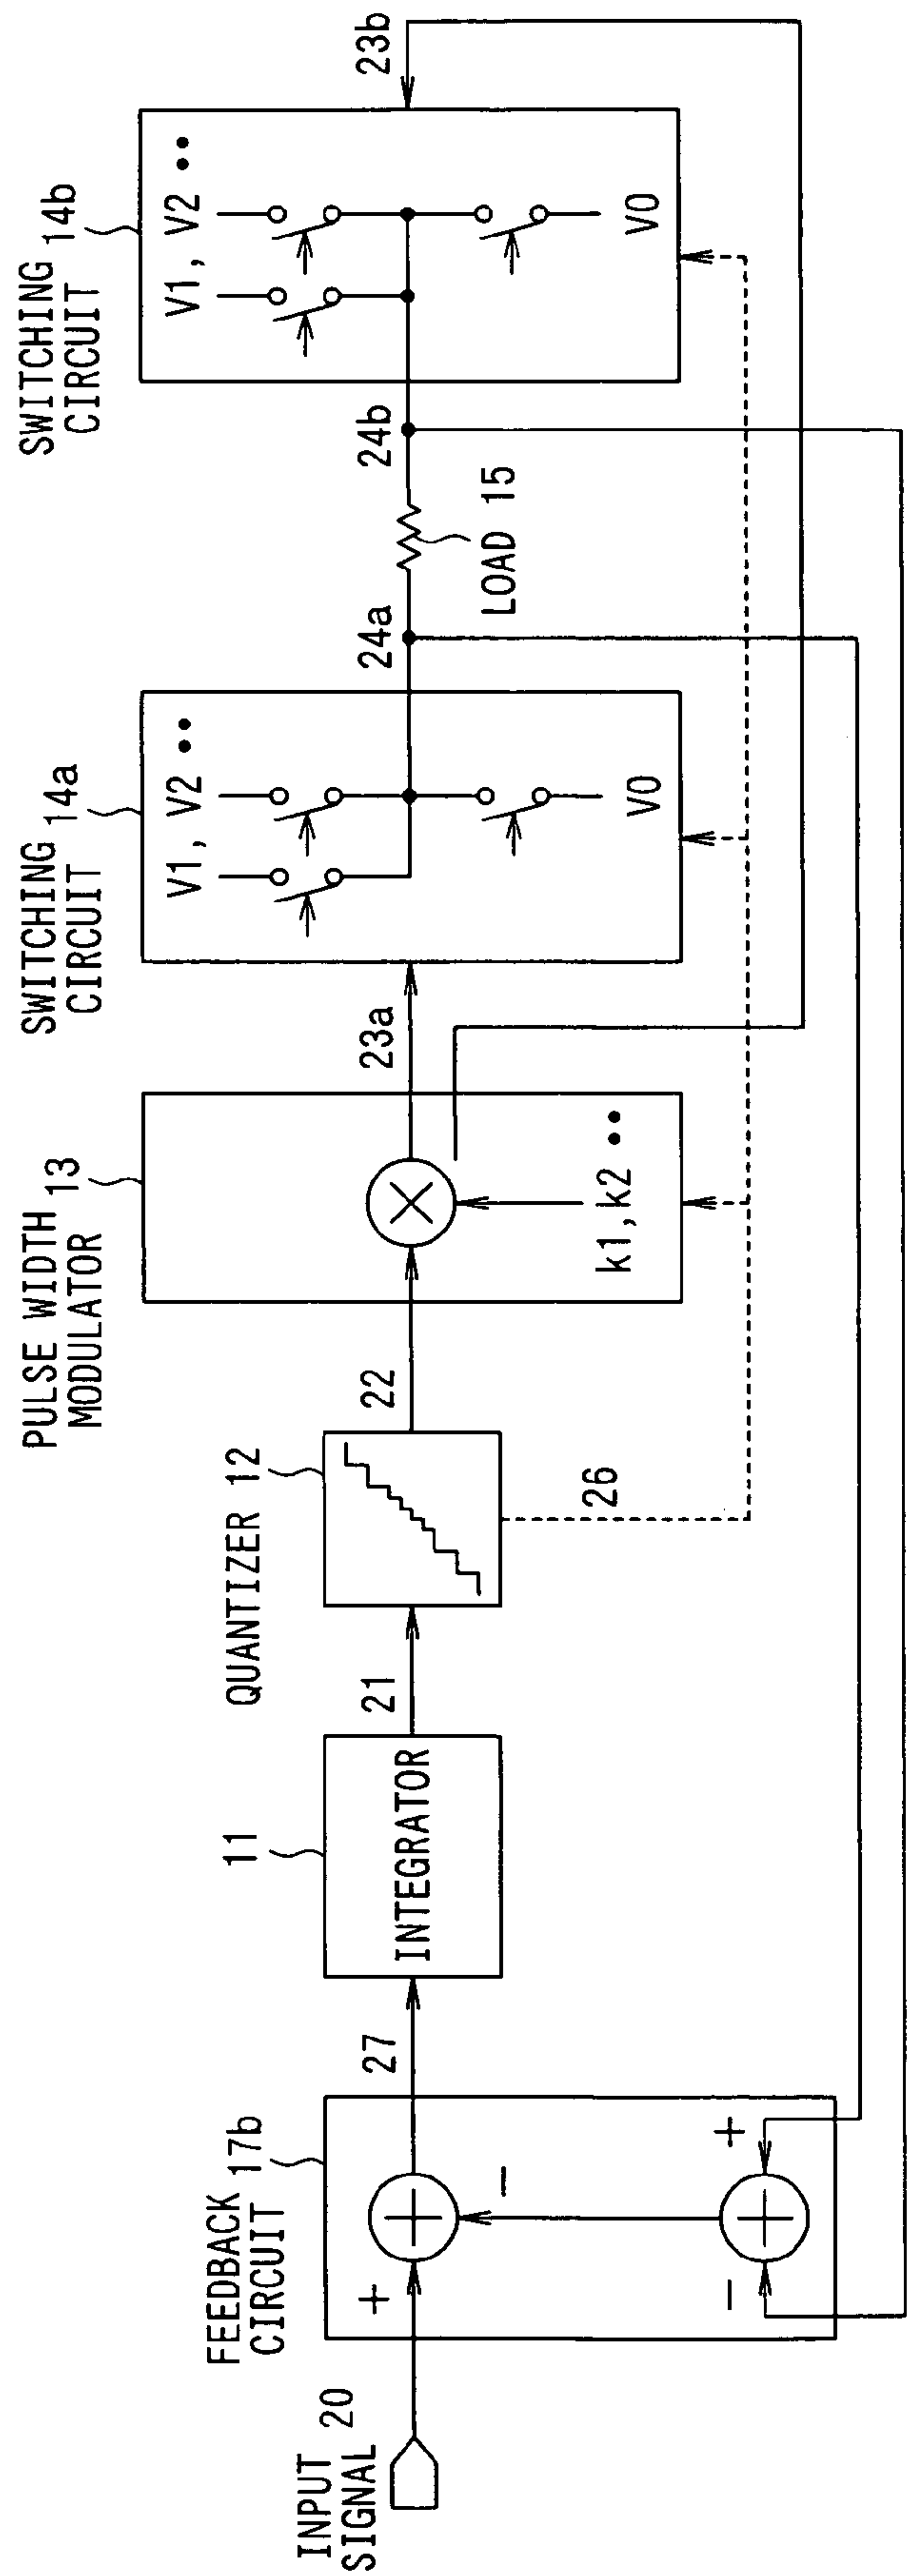 INPUT
SIGNAL 20
+
FEEDBACK
CIRCUIT 17b
-
-
+
27
11
INTEGRATOR
21
QUANTIZER 12
22
26
PULSE WIDTH
MODULATOR 13
k1, k2 ••
23a
SWITCHING
CIRCUIT 14a
V1, V2 ••
V0
24a
LOAD 15
24b
SWITCHING
CIRCUIT 14b
V1, V2 ••
V0
23b